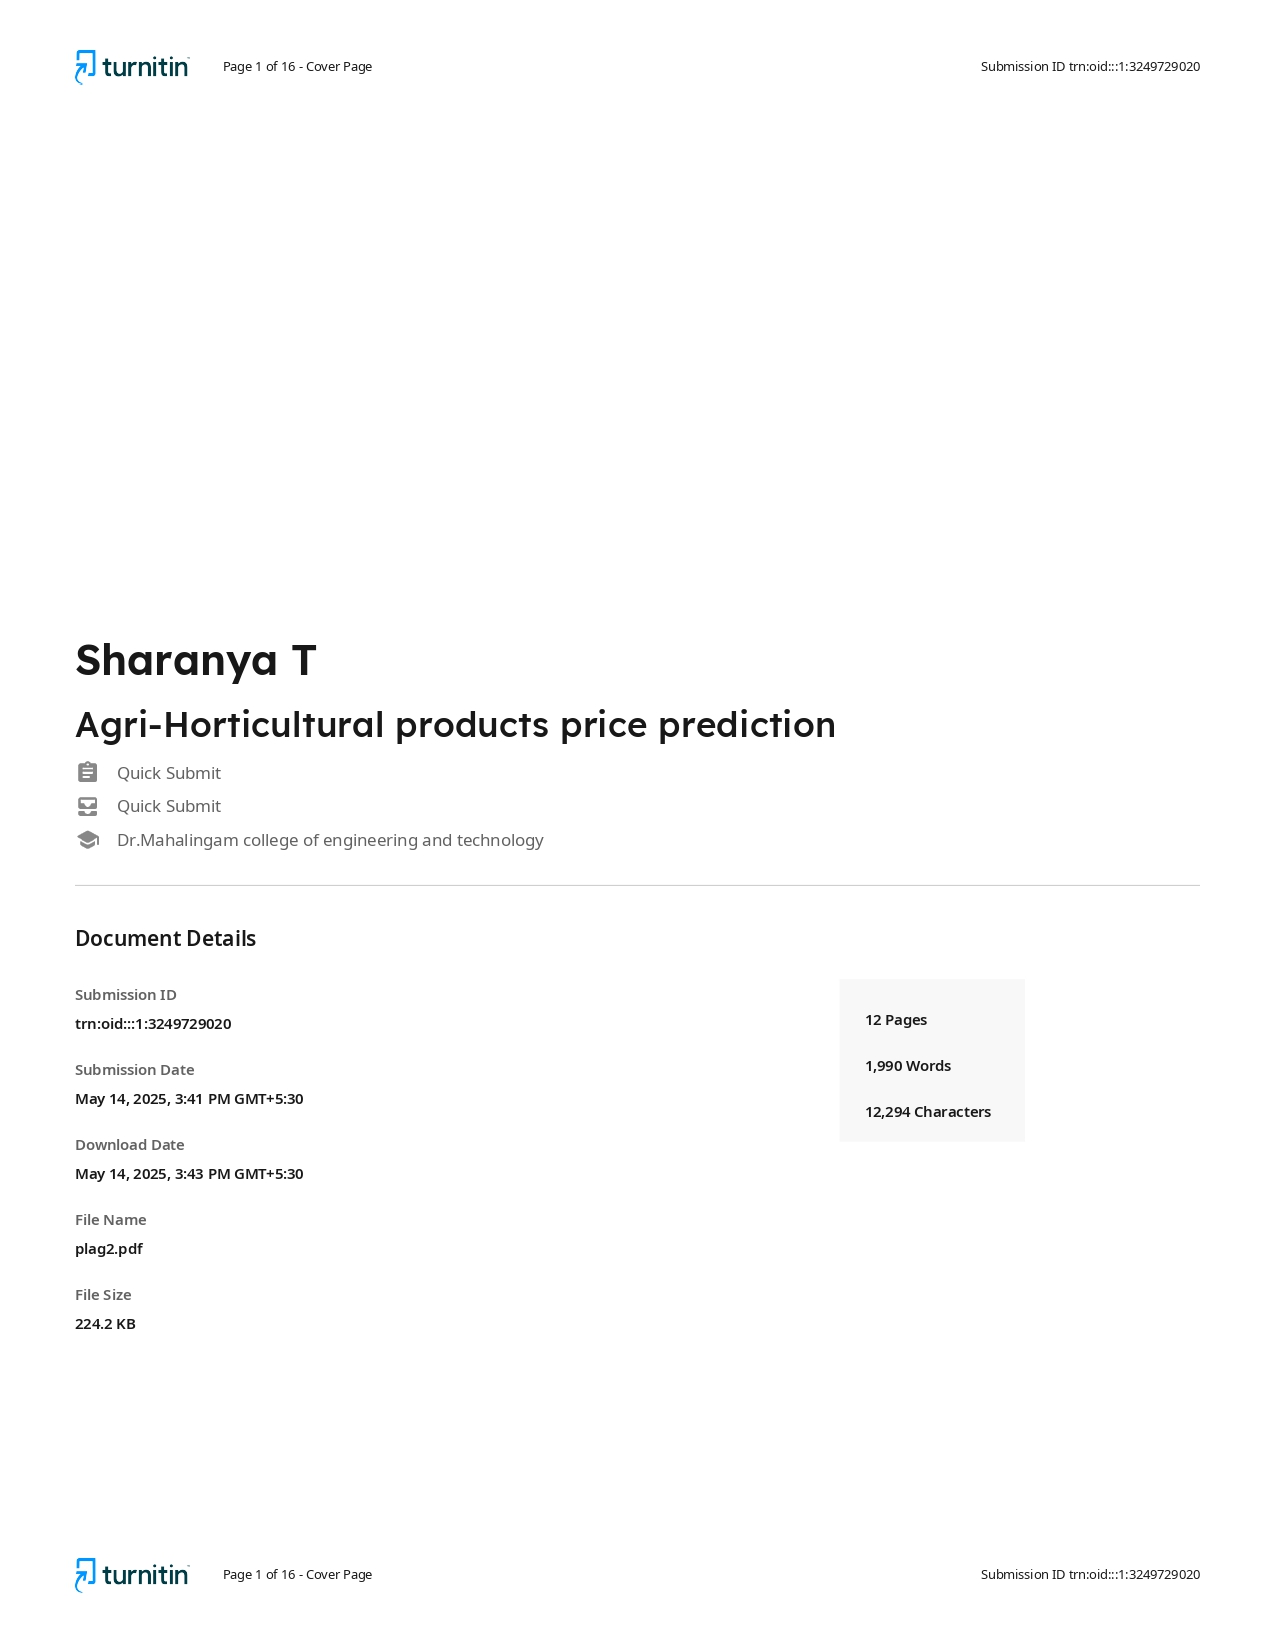 turnitin Page 1 of 16 - Cover Page Submission ID trn:oid:::1:3249729020
Sharanya T
Agri-Horticultural products price prediction
Quick Submit
Quick Submit
Dr.Mahalingam college of engineering and technology
Document Details
Submission ID
trn:oid:::1:3249729020
Submission Date
May 14, 2025, 3:41 PM GMT+5:30
Download Date
May 14, 2025, 3:43 PM GMT+5:30
File Name
plag2.pdf
File Size
224.2 KB
12 Pages
1,990 Words
12,294 Characters
turnitin Page 1 of 16 - Cover Page Submission ID trn:oid:::1:3249729020